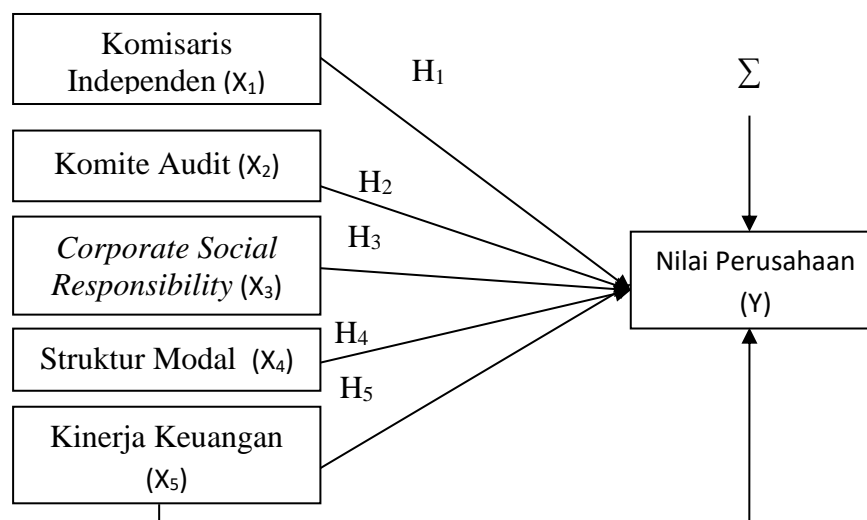 Komisaris
Independen (X₁)
H₁
∑
Komite Audit (X₂)
H₂
Corporate Social
Responsibility (X₃)
H₃
Nilai Perusahaan
(Y)
Struktur Modal (X₄)
H₄
H₅
Kinerja Keuangan
(X₅)